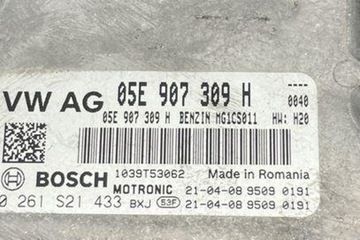 VW AG 05E 907 309 H 0040
05E 907 309 H BENZIN MG1CS011 HW: H20
1039T53062 Made in Romania
BOSCH MOTRONIC 21-04-08 9509 0191
0 261 S21 433 BXJ 53F 21-04-08 9509 0191